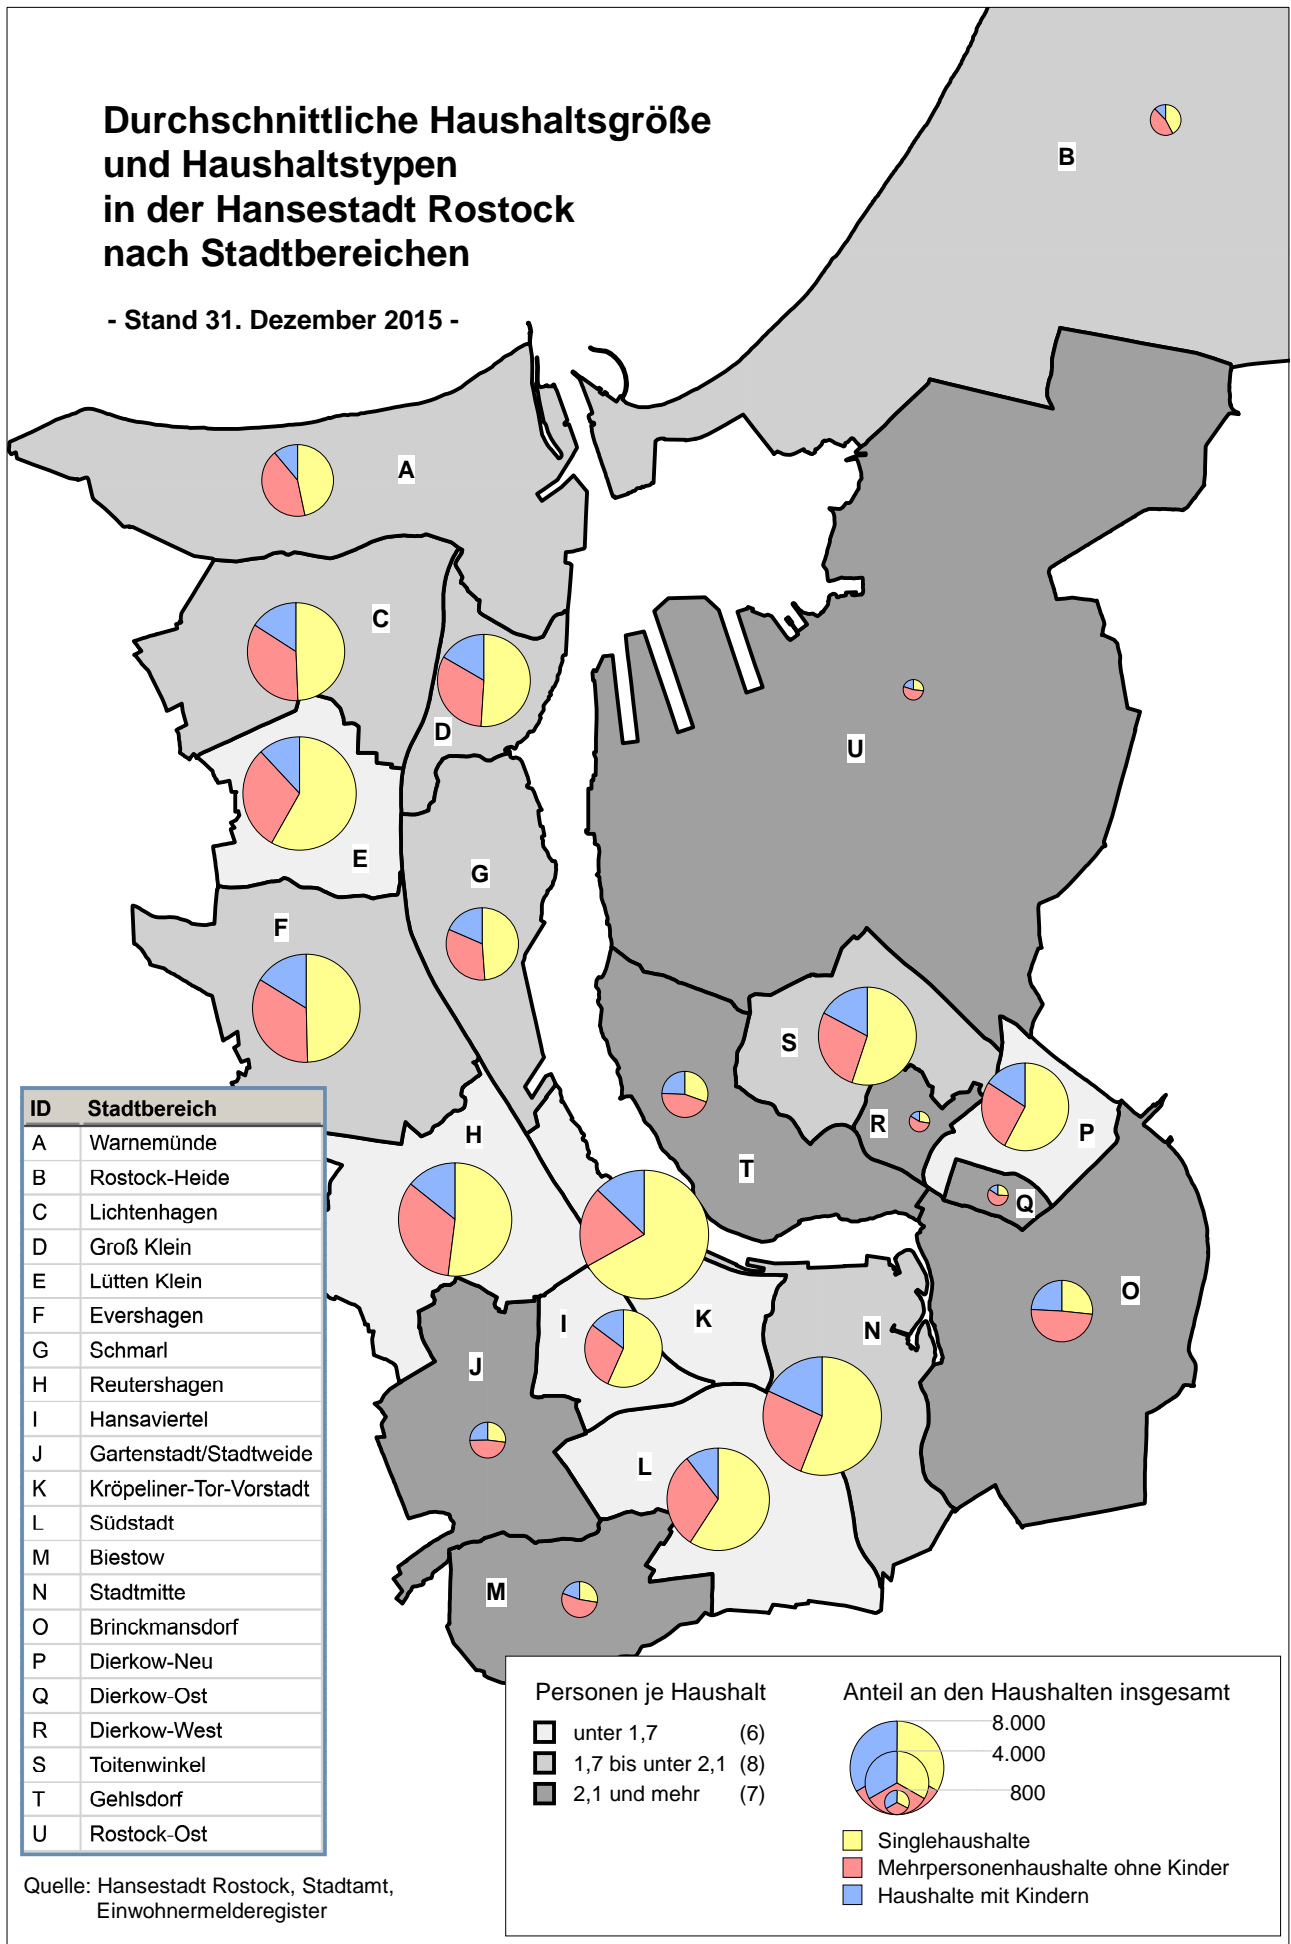 Durchschnittliche Haushaltsgröße
und Haushaltstypen
in der Hansestadt Rostock
nach Stadtbereichen
- Stand 31. Dezember 2015 -
B
A
C
D
U
E
G
F
S
R
P
H
T
Q
O
I
K
N
J
L
M
ID Stadtbereich
A Warnemünde
B Rostock-Heide
C Lichtenhagen
D Groß Klein
E Lütten Klein
F Evershagen
G Schmarl
H Reutershagen
I Hansaviertel
J Gartenstadt/Stadtweide
K Kröpeliner-Tor-Vorstadt
L Südstadt
M Biestow
N Stadtmitte
O Brinckmansdorf
P Dierkow-Neu
Q Dierkow-Ost
R Dierkow-West
S Toitenwinkel
T Gehlsdorf
U Rostock-Ost
Quelle: Hansestadt Rostock, Stadtamt,
Einwohnermelderegister
Personen je Haushalt
unter 1,7 (6)
1,7 bis unter 2,1 (8)
2,1 und mehr (7)
Anteil an den Haushalten insgesamt
8.000
4.000
800
Singlehaushalte
Mehrpersonenhaushalte ohne Kinder
Haushalte mit Kindern